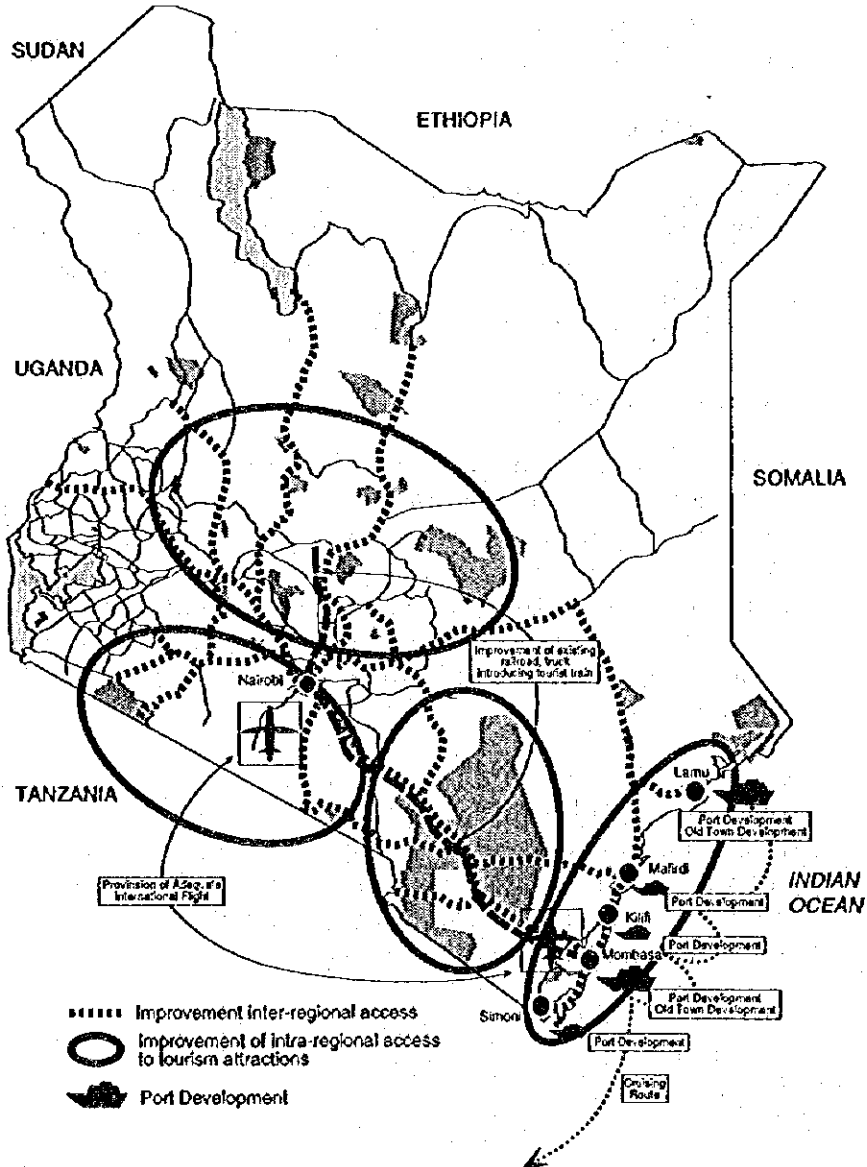 SUDAN
ETHIOPIA
UGANDA
SOMALIA
Improvement of existing
railroad, truck
introducing tourist train
Nairobi
TANZANIA
Lamu
Port Development
Old Town Development
Malindi
INDIAN
OCEAN
Provision of Adequate
International Flight
Port Development
Kilifi
Port Development
Mombasa
Port Development
Old Town Development
Simoni
Port Development
Improvement inter-regional access
Improvement of intra-regional access
to tourism attractions
Port Development
Cruising
Route